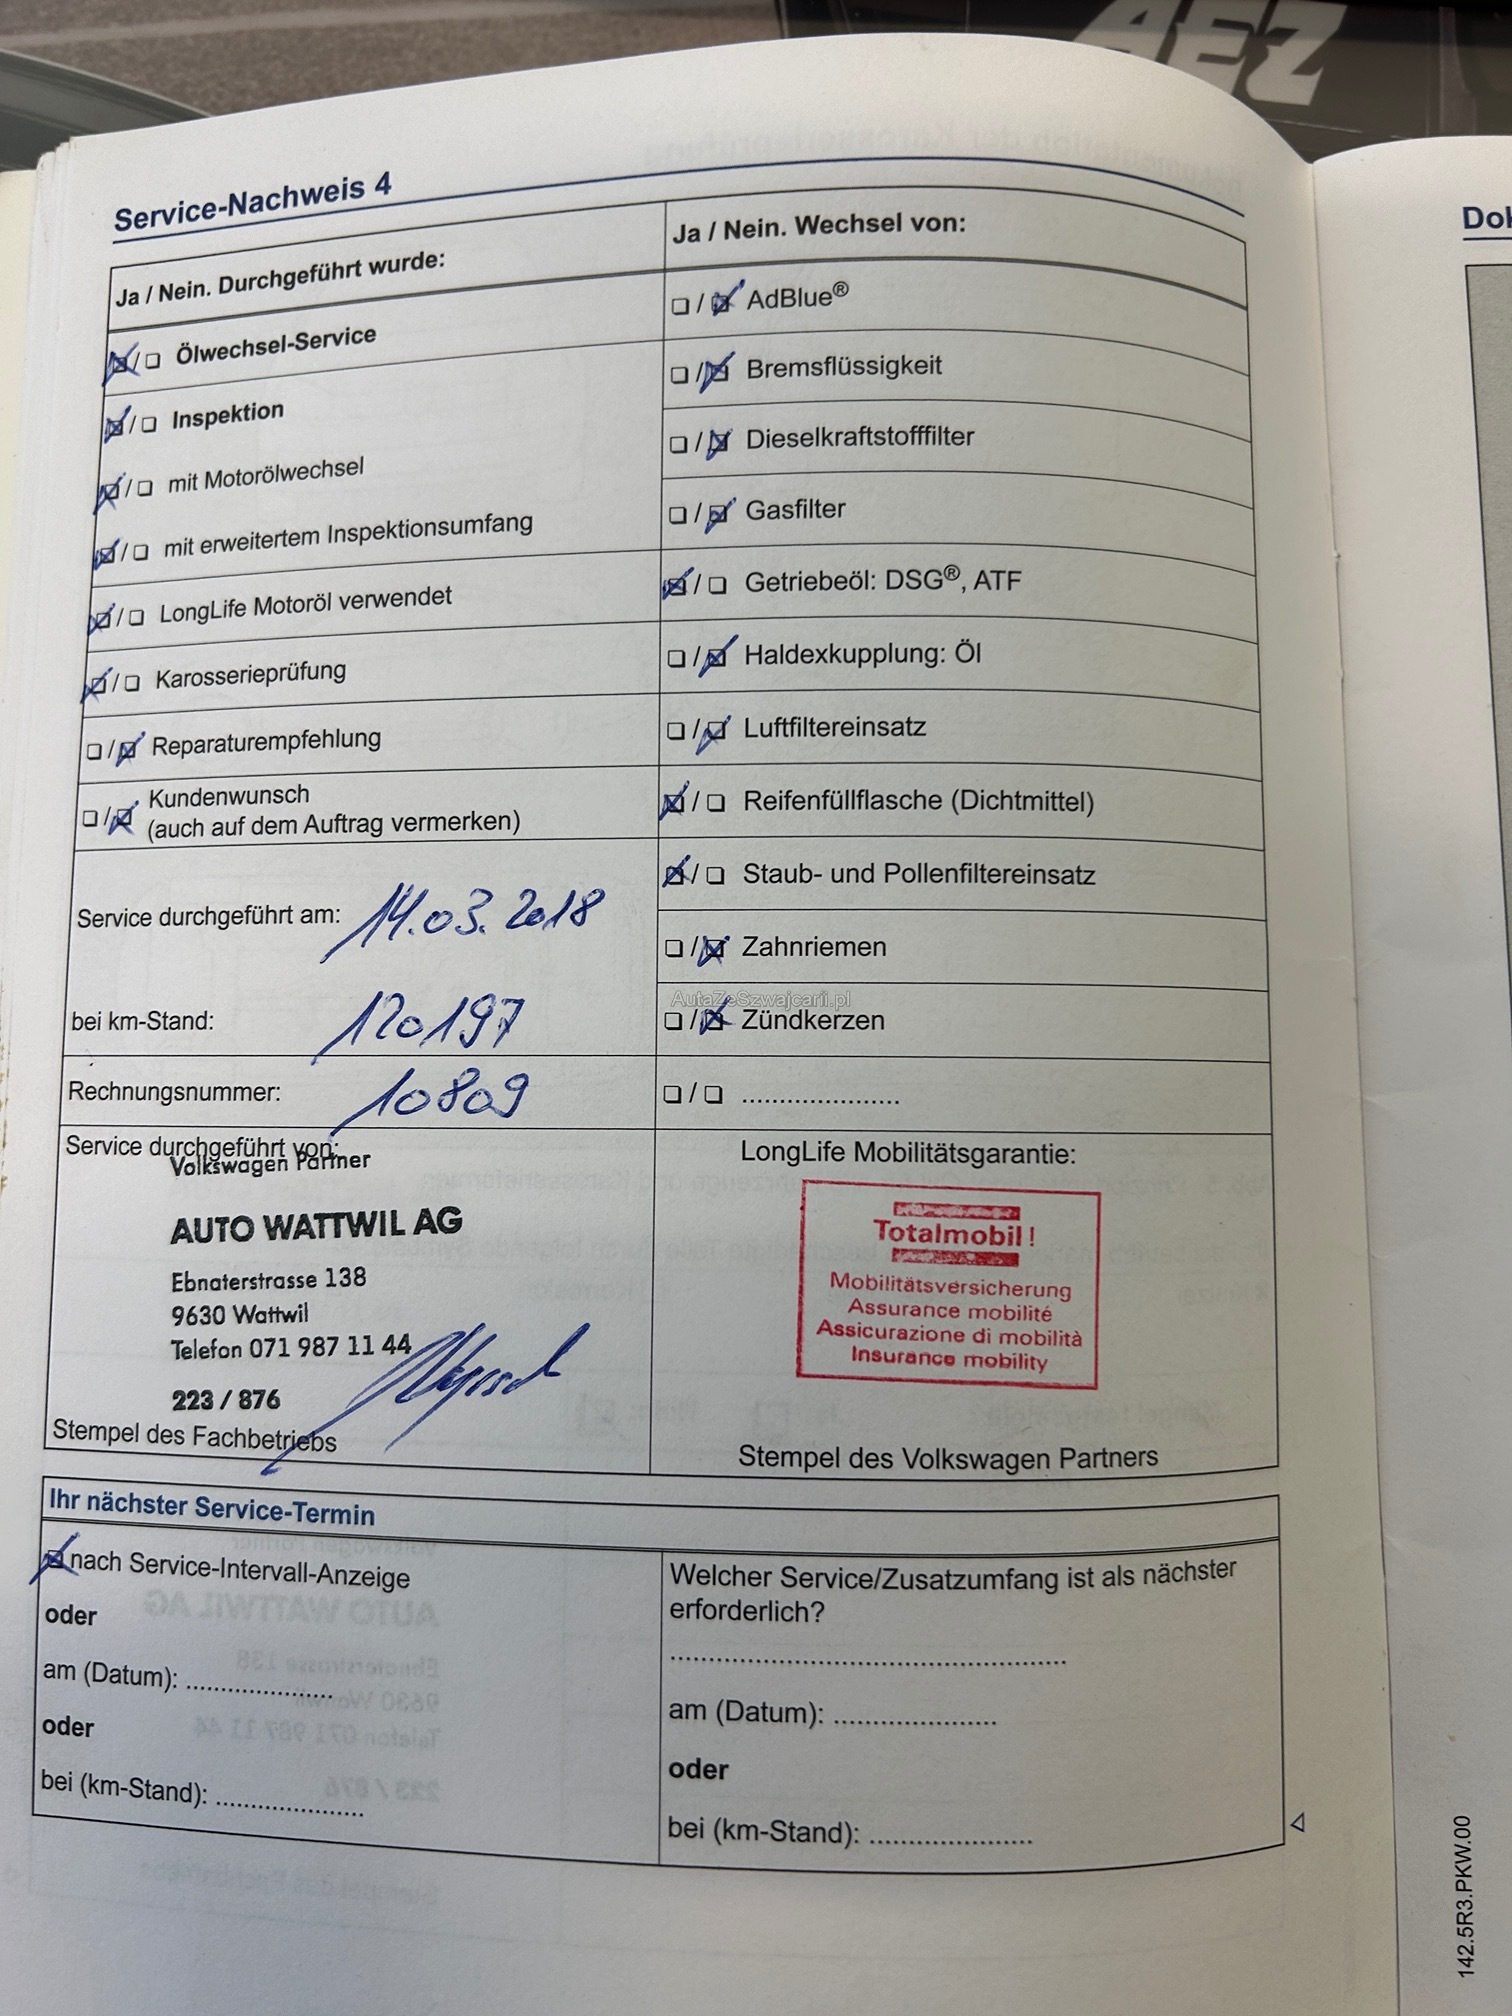 AEZ
Service-Nachweis 4
Ja / Nein. Durchgeführt wurde:
Ölwechsel-Service
Inspektion
mit Motorölwechsel
mit erweitertem Inspektionsumfang
LongLife Motoröl verwendet
Karosserieprüfung
Reparaturempfehlung
Kundenwunsch
(auch auf dem Auftrag vermerken)
Service durchgeführt am: 14.03.2018
bei km-Stand: 120197
Rechnungsnummer: 10809
Ja / Nein. Wechsel von:
AdBlue®
Bremsflüssigkeit
Dieselkraftstofffilter
Gasfilter
Getriebeöl: DSG®, ATF
Haldexkupplung: Öl
Luftfiltereinsatz
Reifenfüllflasche (Dichtmittel)
Staub- und Pollenfiltereinsatz
Zahnriemen
AutaZeSzwajcarii.pl
Zündkerzen
.....................
Service durchgeführt von:
Volkswagen Partner
AUTO WATTWIL AG
Ebnaterstrasse 138
9630 Wattwil
Telefon 071 987 11 44
223 / 876
Stempel des Fachbetriebs
LongLife Mobilitätsgarantie:
Totalmobil!
Mobilitätsversicherung
Assurance mobilité
Assicurazione di mobilità
Insurance mobility
Stempel des Volkswagen Partners
Ihr nächster Service-Termin
nach Service-Intervall-Anzeige
oder
am (Datum): .....................
oder
bei (km-Stand): .....................
Welcher Service/Zusatzumfang ist als nächster
erforderlich?
.....................................................
am (Datum): .....................
oder
bei (km-Stand): .....................
142.5R3.PKW.00